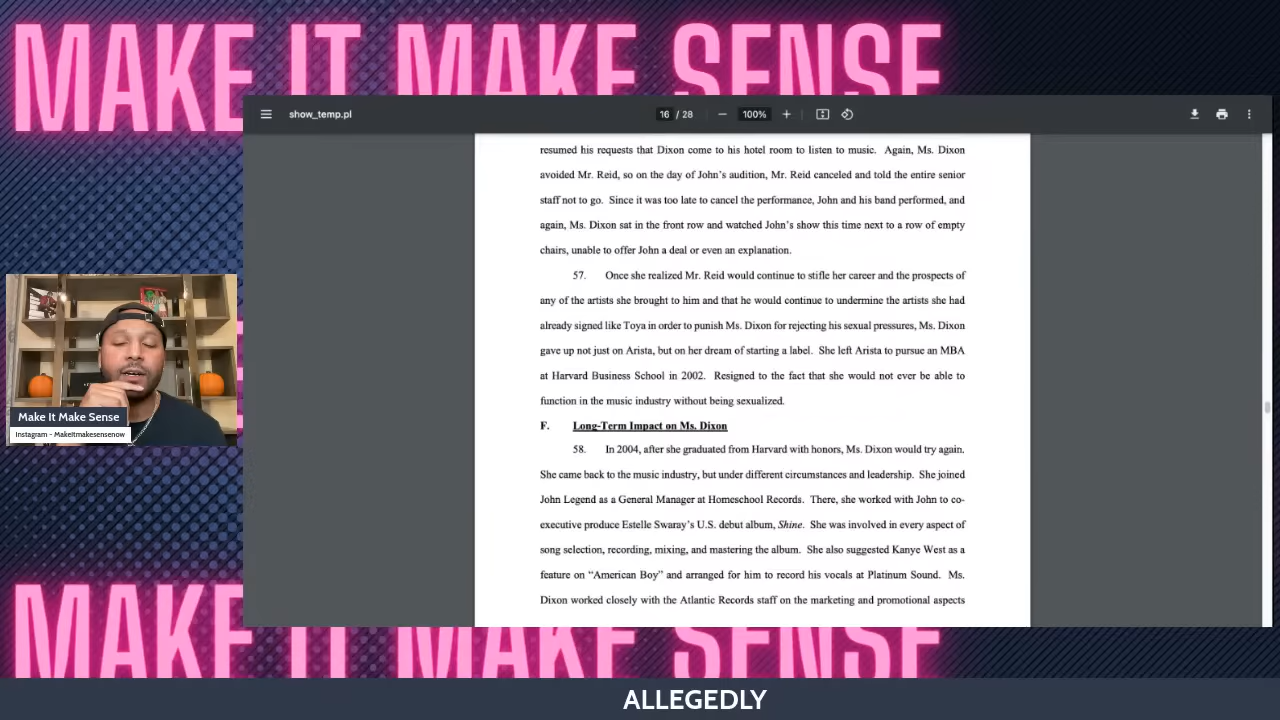 MAKE IT MAKE SENSE
show_temp.pl
16 / 28
100%
resumed his requests that Dixon come to his hotel room to listen to music. Again, Ms. Dixon
avoided Mr. Reid, so on the day of John's audition, Mr. Reid canceled and told the entire senior
staff not to go. Since it was too late to cancel the performance, John and his band performed, and
again, Ms. Dixon sat in the front row and watched John's show this time next to a row of empty
chairs, unable to offer John a deal or even an explanation.
57. Once she realized Mr. Reid would continue to stifle her career and the prospects of
any of the artists she brought to him and that he would continue to undermine the artists she had
already signed like Toya in order to punish Ms. Dixon for rejecting his sexual pressures, Ms. Dixon
gave up not just on Arista, but on her dream of starting a label. She left Arista to pursue an MBA
at Harvard Business School in 2002. Resigned to the fact that she would not ever be able to
function in the music industry without being sexualized.
F. Long-Term Impact on Ms. Dixon
58. In 2004, after she graduated from Harvard with honors, Ms. Dixon would try again.
She came back to the music industry, but under different circumstances and leadership. She joined
John Legend as a General Manager at Homeschool Records. There, she worked with John to co-
executive produce Estelle Swaray's U.S. debut album, Shine. She was involved in every aspect of
song selection, recording, mixing, and mastering the album. She also suggested Kanye West as a
feature on "American Boy" and arranged for him to record his vocals at Platinum Sound. Ms.
Dixon worked closely with the Atlantic Records staff on the marketing and promotional aspects
Make It Make Sense
Instagram - Makeitmakesensenow
MAKE IT MAKE SENSE
ALLEGEDLY